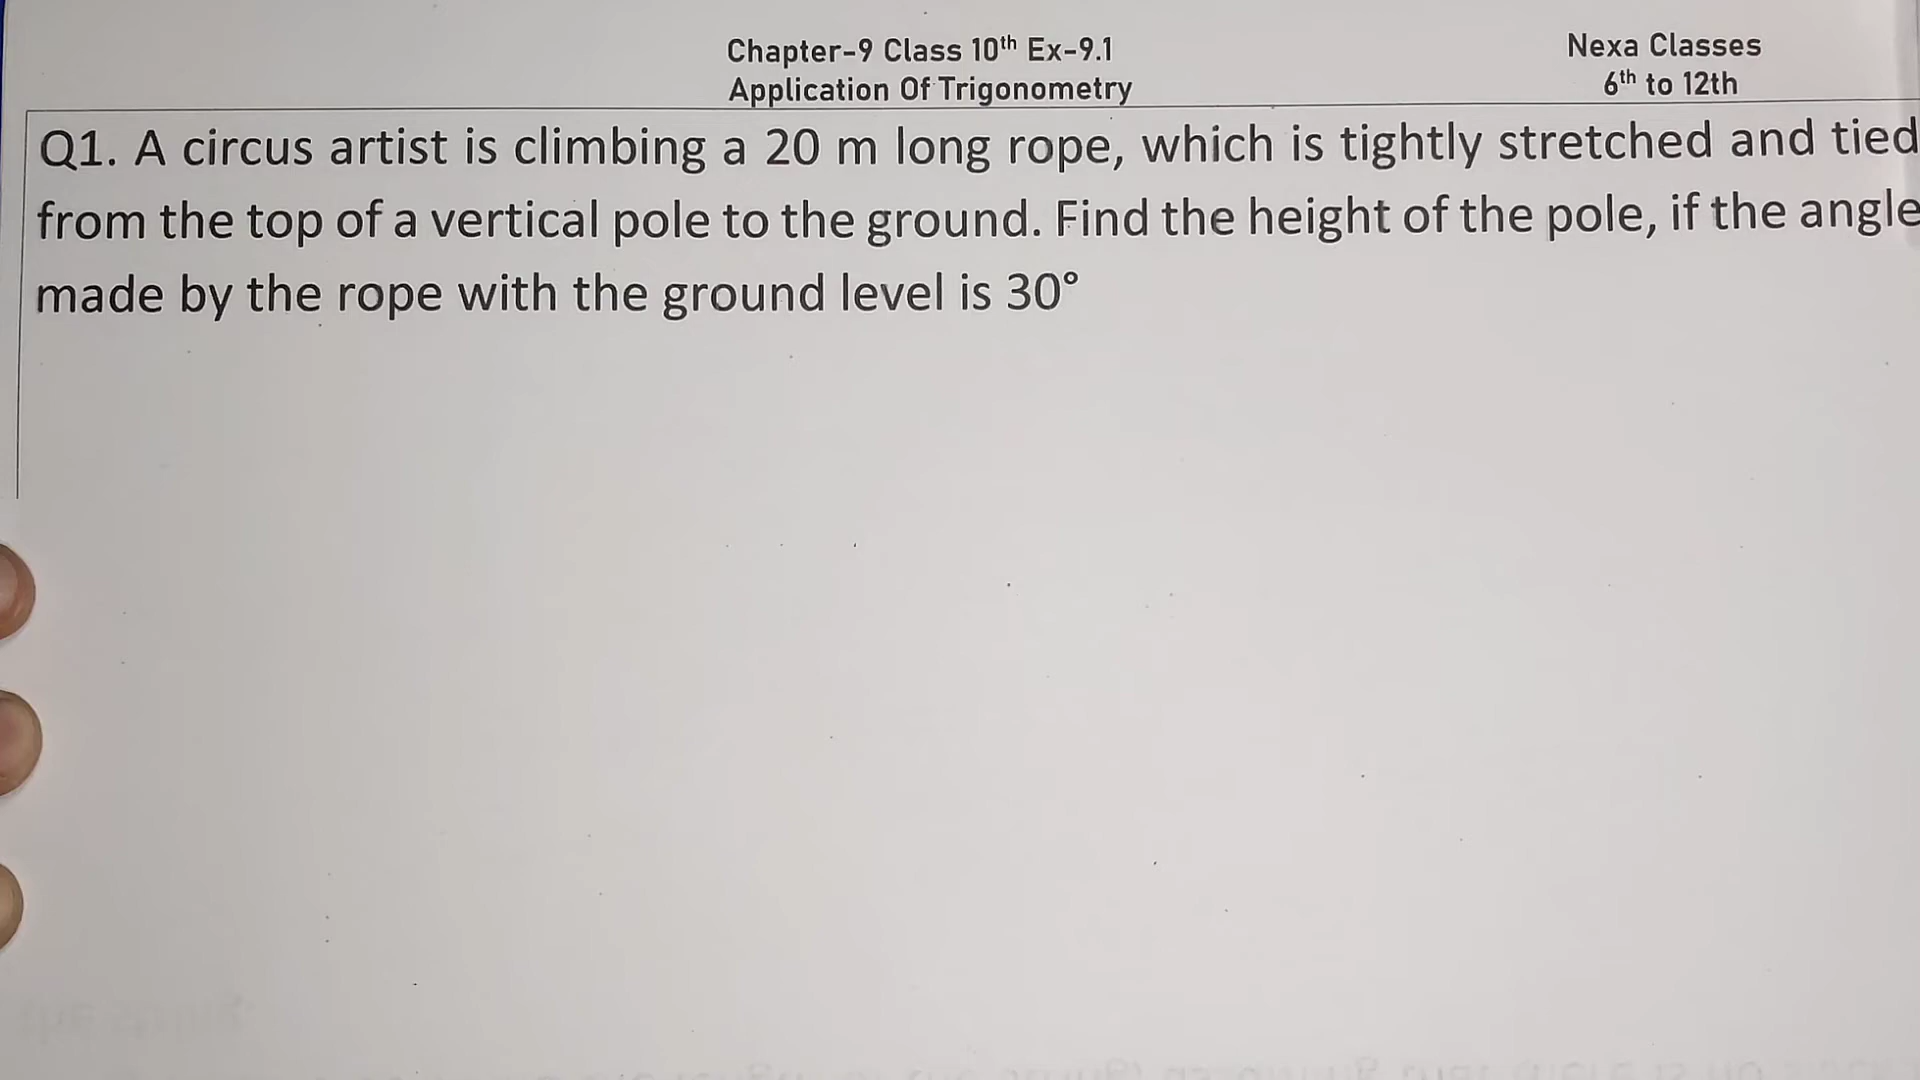 Chapter-9 Class 10th Ex-9.1
Application Of Trigonometry
Nexa Classes
6th to 12th
Q1. A circus artist is climbing a 20 m long rope, which is tightly stretched and tied
from the top of a vertical pole to the ground. Find the height of the pole, if the angle
made by the rope with the ground level is 30°